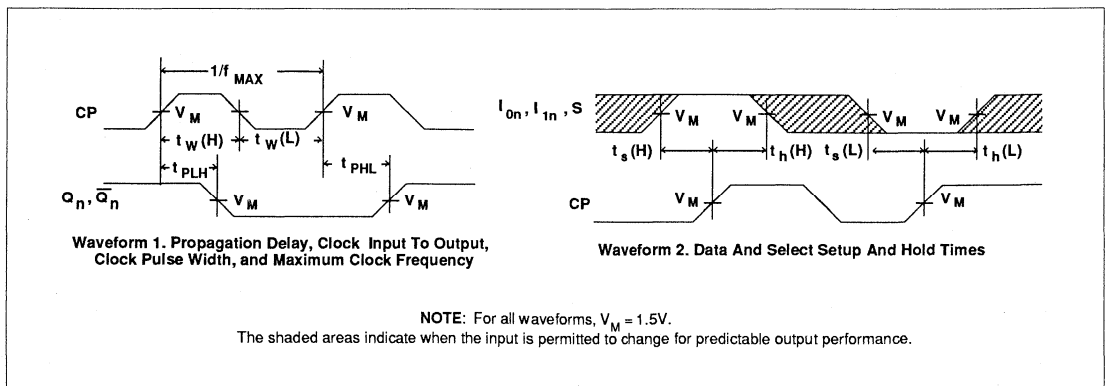 1/f MAX
CP
V M
V M
t W (H)
t W (L)
t PLH
t PHL
Q n , Q̅ n
V M
V M
Waveform 1. Propagation Delay, Clock Input To Output,
Clock Pulse Width, and Maximum Clock Frequency
I 0n , I 1n , S
V M
V M
V M
V M
t s (H)
t h (H)
t s (L)
t h (L)
CP
V M
V M
Waveform 2. Data And Select Setup And Hold Times
NOTE: For all waveforms, V M = 1.5V.
The shaded areas indicate when the input is permitted to change for predictable output performance.